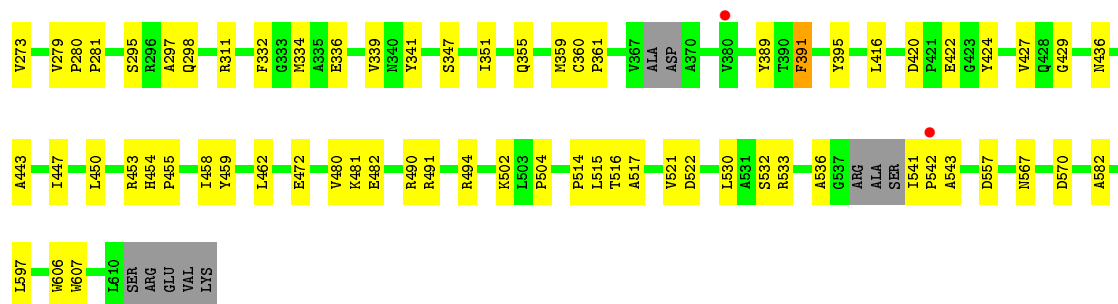 V273 V279 P280 P281 S295 R296 A297 Q298 R311 F332 G333 M334 A335 E336 V339 N340 Y341 S347 I351 Q355 M359 C360 P361 V367 ALA ASP A370 V380 Y389 T390 F391 Y395 L416 D420 P421 E422 G423 Y424 V427 Q428 G429 N436
A443 I447 L450 R453 H454 P455 I458 Y459 L462 E472 V480 K481 E482 R490 R491 R494 K502 L503 P504 P514 L515 T516 A517 V521 D522 L530 A531 S532 R533 A536 G537 ARG ALA SER I541 P542 A543 D557 N567 D570 A582
L597 W606 W607 L610 SER ARG GLU VAL LYS